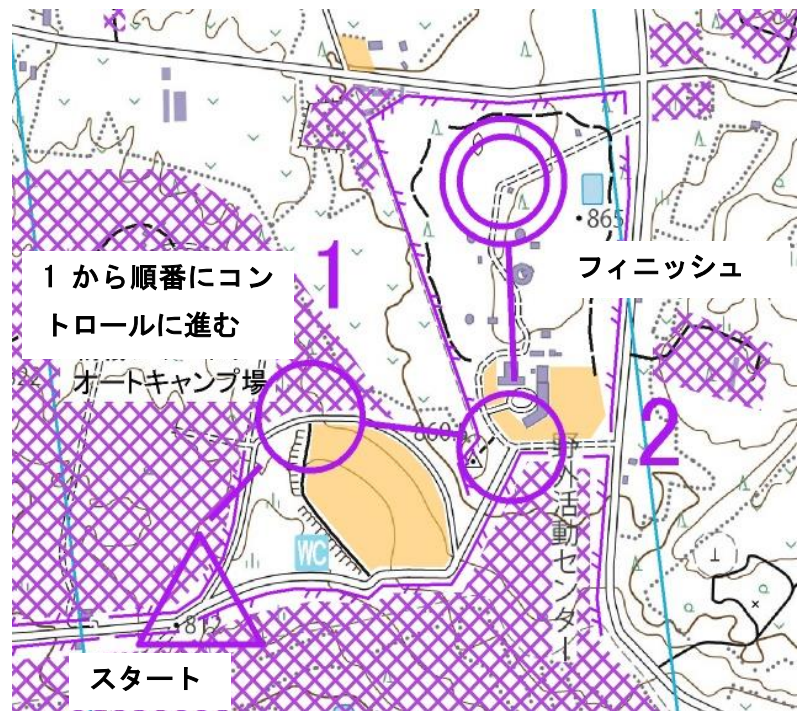 ・865
1
1 から順番にコン
トロールに進む
フィニッシュ
オートキャンプ場
2
野外活動センター
WC
スタート